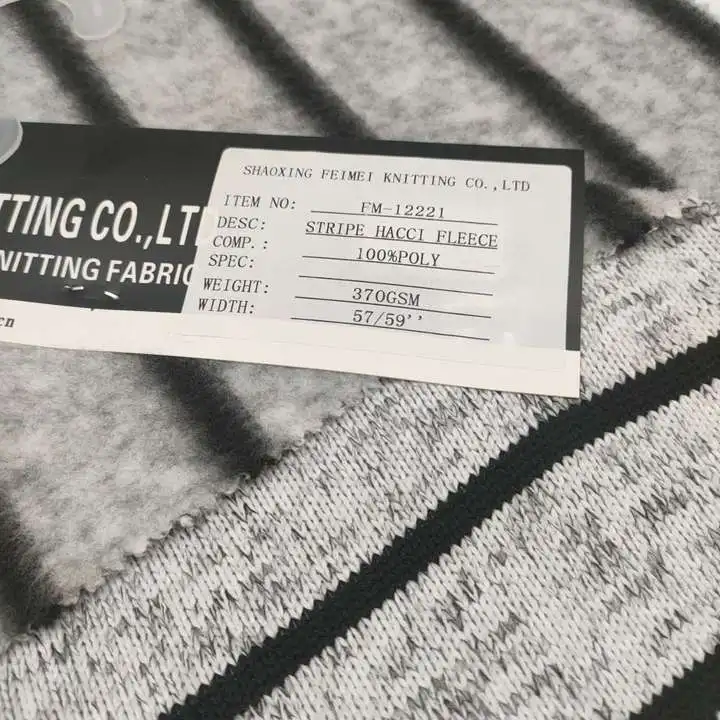 SHAOXING FEIMEI KNITTING CO.,LTD
ITEM NO: FM-12221
DESC: STRIPE HACCI FLEECE
COMP.: 100%POLY
SPEC:
WEIGHT: 370GSM
WIDTH: 57/59''
TTING CO.,LT
NITTING FABRIC
cn